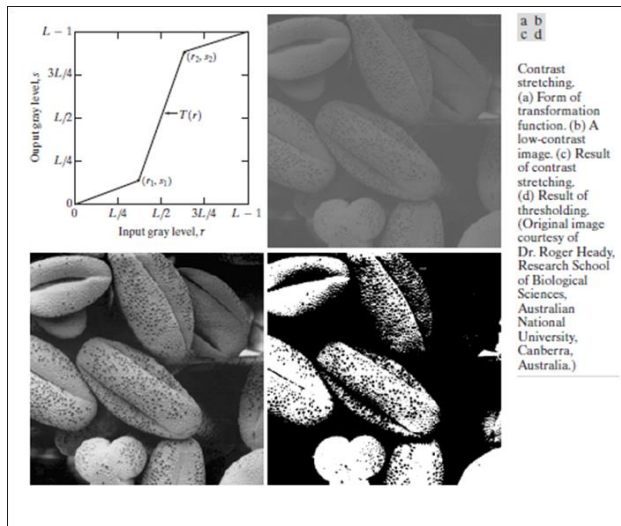 L − 1
3L/4
L/2
L/4
0
Ouput gray level, s
(r₂, s₂)
T(r)
(r₁, s₁)
0 L/4 L/2 3L/4 L − 1
Input gray level, r
a b
c d
Contrast
stretching.
(a) Form of
transformation
function. (b) A
low-contrast
image. (c) Result
of contrast
stretching.
(d) Result of
thresholding.
(Original image
courtesy of
Dr. Roger Heady,
Research School
of Biological
Sciences,
Australian
National
University,
Canberra,
Australia.)